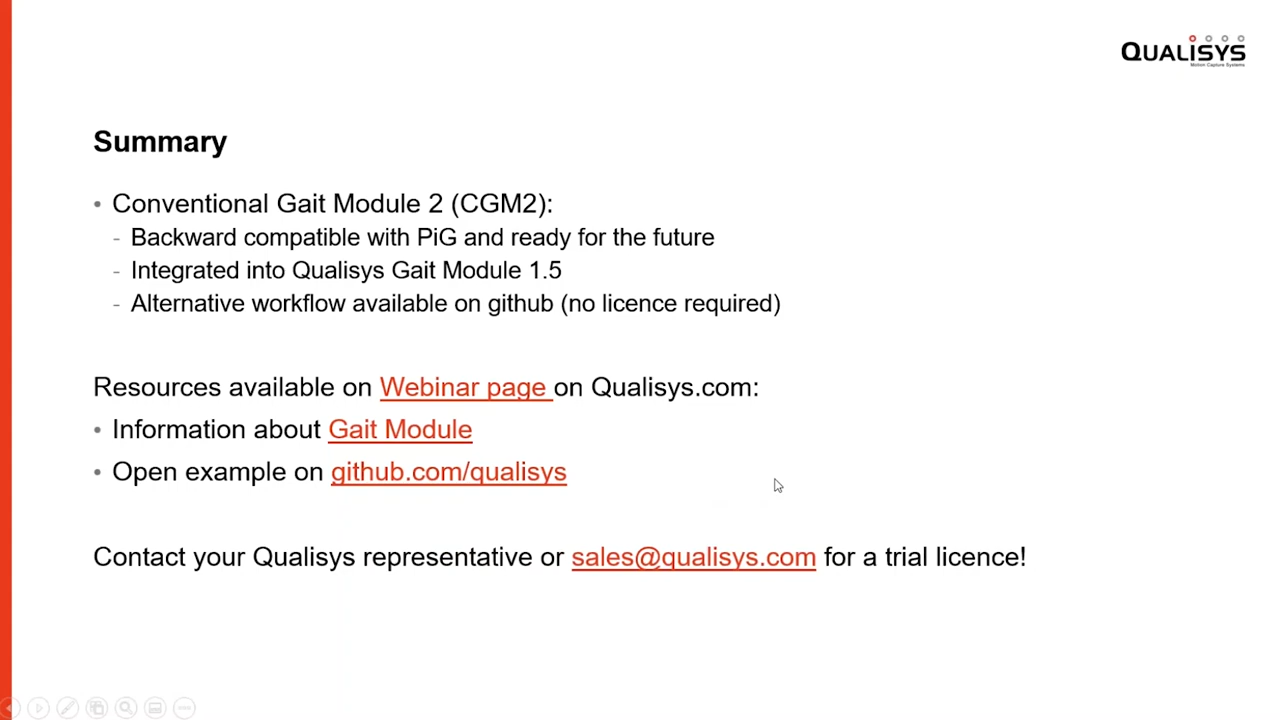 QUALISYS
Motion Capture Systems
Summary
• Conventional Gait Module 2 (CGM2):
- Backward compatible with PiG and ready for the future
- Integrated into Qualisys Gait Module 1.5
- Alternative workflow available on github (no licence required)
Resources available on Webinar page on Qualisys.com:
• Information about Gait Module
• Open example on github.com/qualisys
Contact your Qualisys representative or sales@qualisys.com for a trial licence!